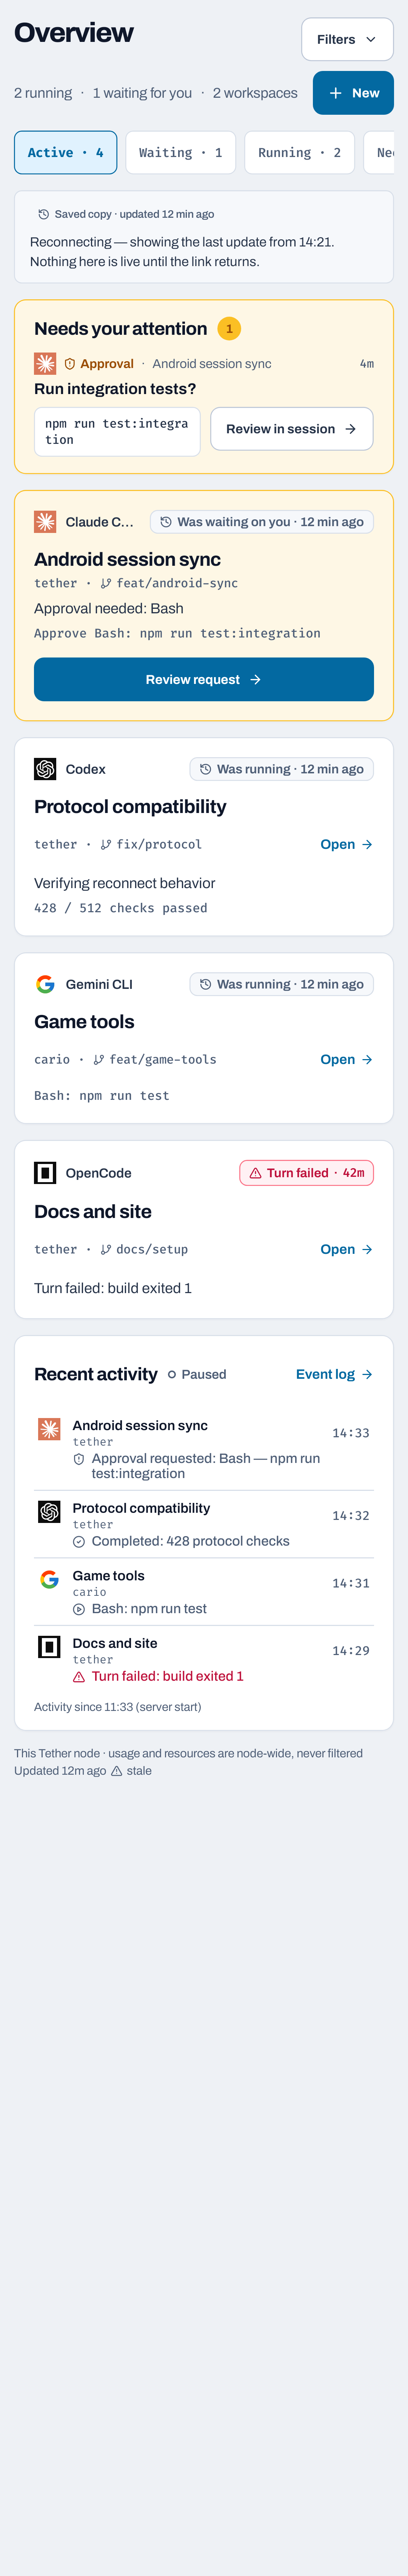 Overview
Filters
2 running · 1 waiting for you · 2 workspaces
New
Active · 4
Waiting · 1
Running · 2
Saved copy · updated 12 min ago
Reconnecting — showing the last update from 14:21.
Nothing here is live until the link returns.
Needs your attention 1
Approval · Android session sync 4m
Run integration tests?
npm run test:integra
tion
Review in session
Claude C… Was waiting on you · 12 min ago
Android session sync
tether · feat/android-sync
Approval needed: Bash
Approve Bash: npm run test:integration
Review request
Codex Was running · 12 min ago
Protocol compatibility
tether · fix/protocol Open
Verifying reconnect behavior
428 / 512 checks passed
Gemini CLI Was running · 12 min ago
Game tools
cario · feat/game-tools Open
Bash: npm run test
OpenCode Turn failed · 42m
Docs and site
tether · docs/setup Open
Turn failed: build exited 1
Recent activity Paused Event log
Android session sync 14:33
tether
Approval requested: Bash — npm run
test:integration
Protocol compatibility 14:32
tether
Completed: 428 protocol checks
Game tools 14:31
cario
Bash: npm run test
Docs and site 14:29
tether
Turn failed: build exited 1
Activity since 11:33 (server start)
This Tether node · usage and resources are node-wide, never filtered
Updated 12m ago stale